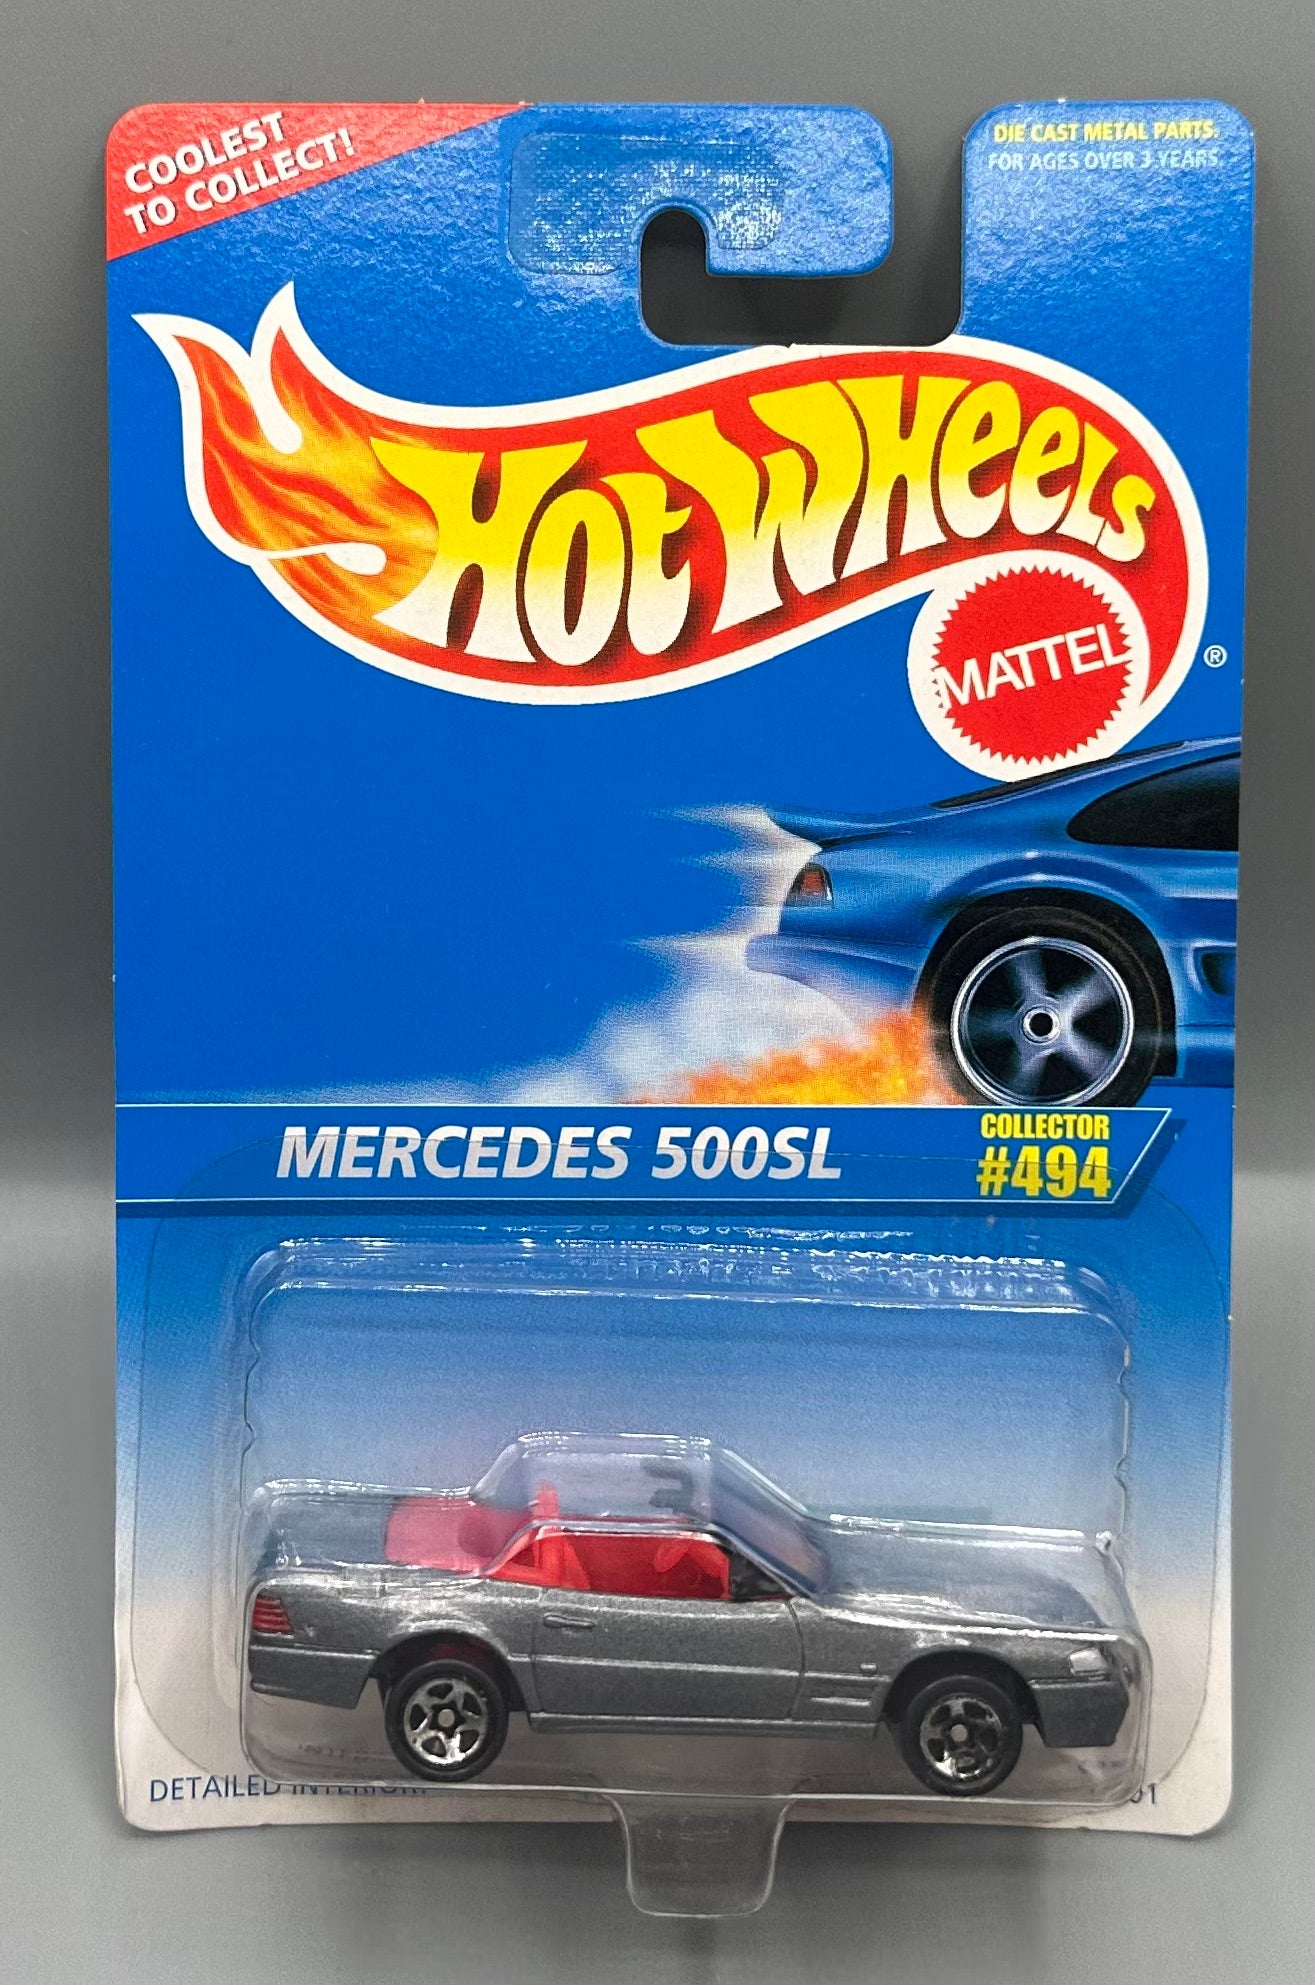 COOLEST
TO COLLECT!
DIE CAST METAL PARTS.
FOR AGES OVER 3 YEARS.
HOT WHEELS
MATTEL
®
MERCEDES 500SL
COLLECTOR
#494
DETAILED INTERIOR.